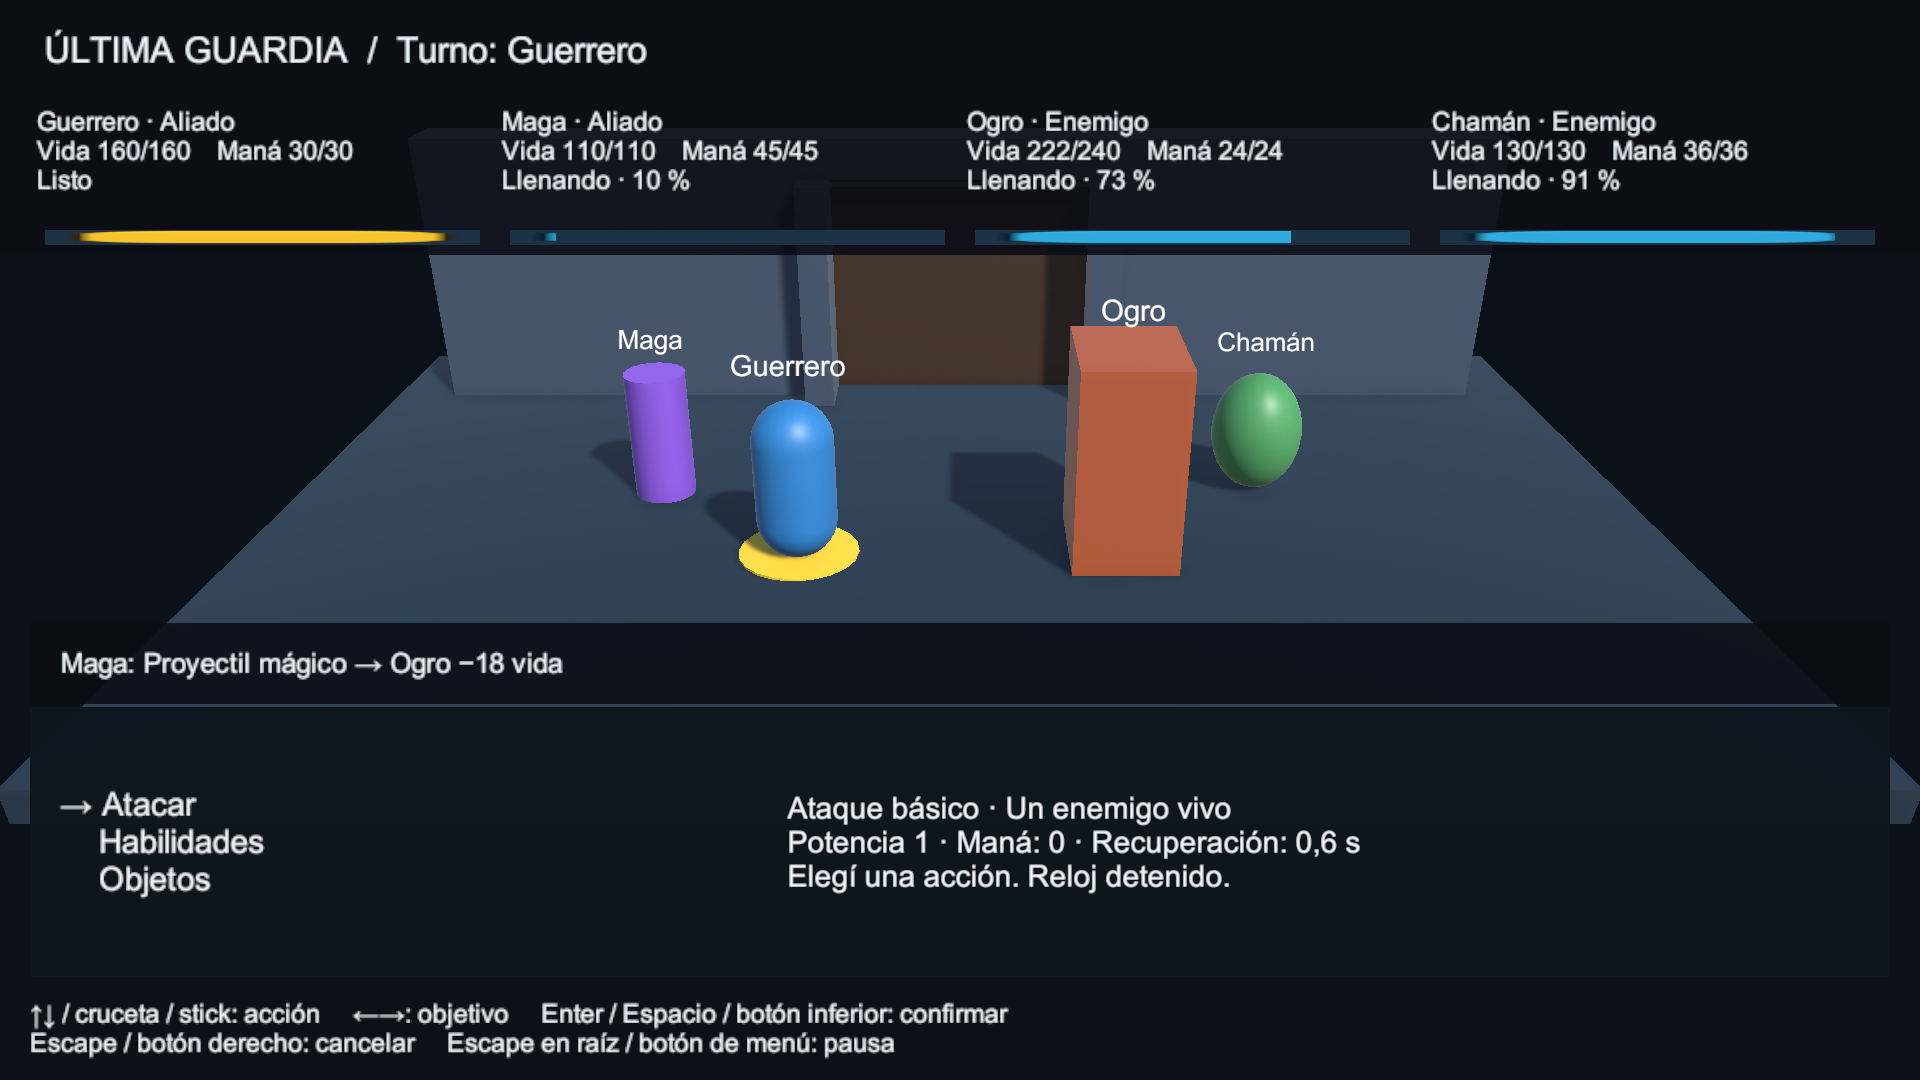 ÚLTIMA GUARDIA / Turno: Guerrero
Guerrero · Aliado
Vida 160/160 Maná 30/30
Listo
Maga · Aliado
Vida 110/110 Maná 45/45
Llenando · 10 %
Ogro · Enemigo
Vida 222/240 Maná 24/24
Llenando · 73 %
Chamán · Enemigo
Vida 130/130 Maná 36/36
Llenando · 91 %
Maga
Guerrero
Ogro
Chamán
Maga: Proyectil mágico → Ogro −18 vida
→ Atacar
Habilidades
Objetos
Ataque básico · Un enemigo vivo
Potencia 1 · Maná: 0 · Recuperación: 0,6 s
Elegí una acción. Reloj detenido.
↑↓ / cruceta / stick: acción ←→: objetivo Enter / Espacio / botón inferior: confirmar
Escape / botón derecho: cancelar Escape en raíz / botón de menú: pausa